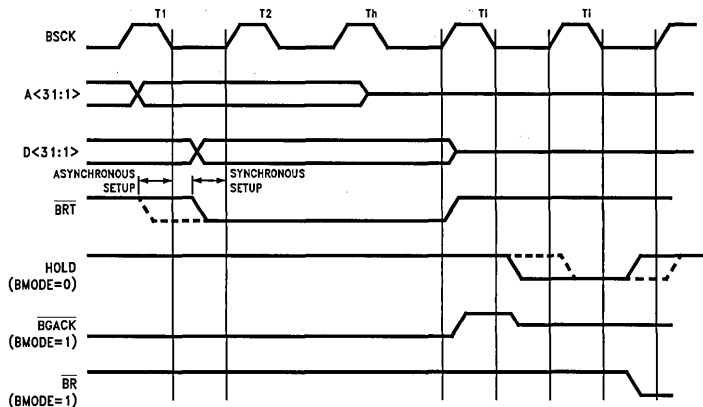 T1 T2 Th Ti Ti
BSCK
A<31:1>
D<31:1>
ASYNCHRONOUS SETUP
SYNCHRONOUS SETUP
BRT
HOLD
(BMODE=0)
BGACK
(BMODE=1)
BR
(BMODE=1)